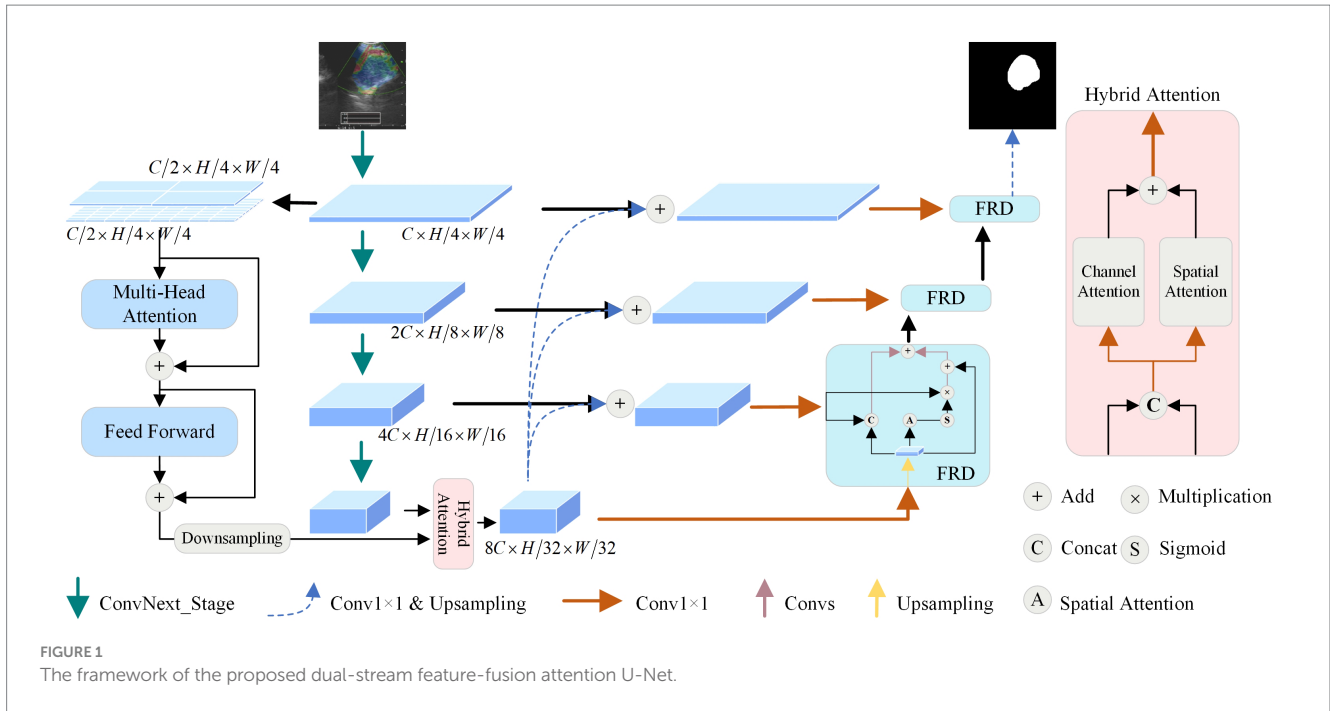 Hybrid Attention
C/2×H/4×W/4
C/2×H/4×W/4
C×H/4×W/4
+
FRD
+
Multi-Head
Attention
Channel
Attention
Spatial
Attention
2C×H/8×W/8
+
FRD
+
+
+
×
C
A
S
FRD
C
Feed Forward
4C×H/16×W/16
+
+
Hybrid
Attention
Downsampling
8C×H/32×W/32
+ Add
× Multiplication
C Concat
S Sigmoid
A Spatial Attention
ConvNext_Stage
Conv1×1 & Upsampling
Conv1×1
Convs
Upsampling
FIGURE 1
The framework of the proposed dual-stream feature-fusion attention U-Net.